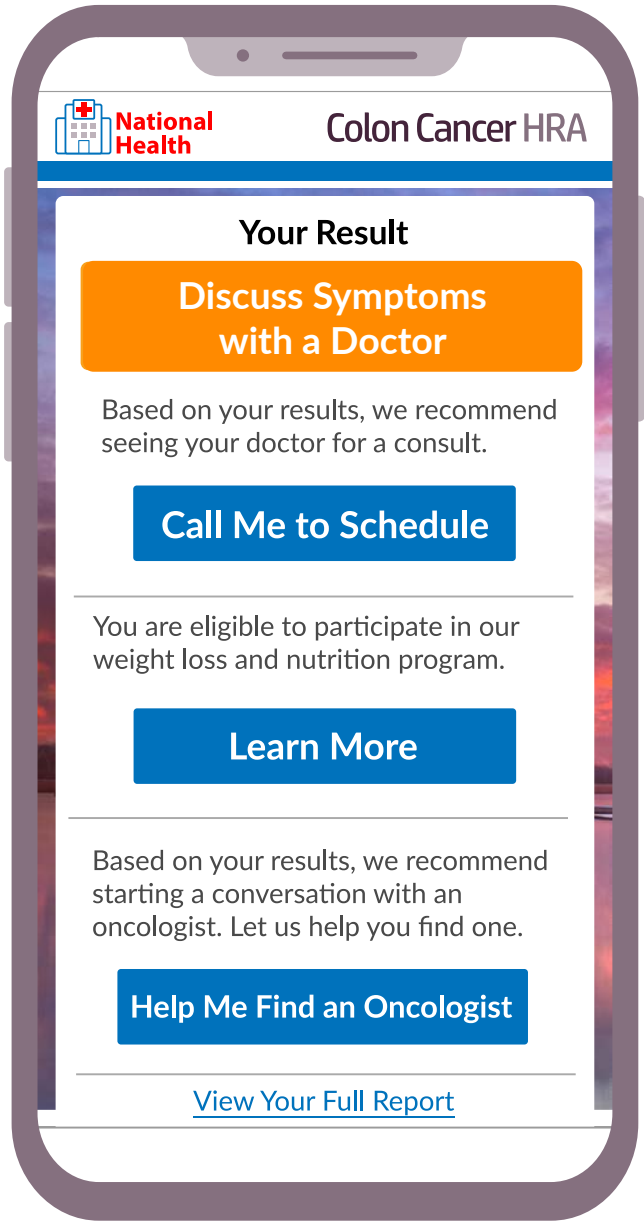 National
Health
Colon Cancer HRA
Your Result
Discuss Symptoms
with a Doctor
Based on your results, we recommend
seeing your doctor for a consult.
Call Me to Schedule
You are eligible to participate in our
weight loss and nutrition program.
Learn More
Based on your results, we recommend
starting a conversation with an
oncologist. Let us help you find one.
Help Me Find an Oncologist
View Your Full Report